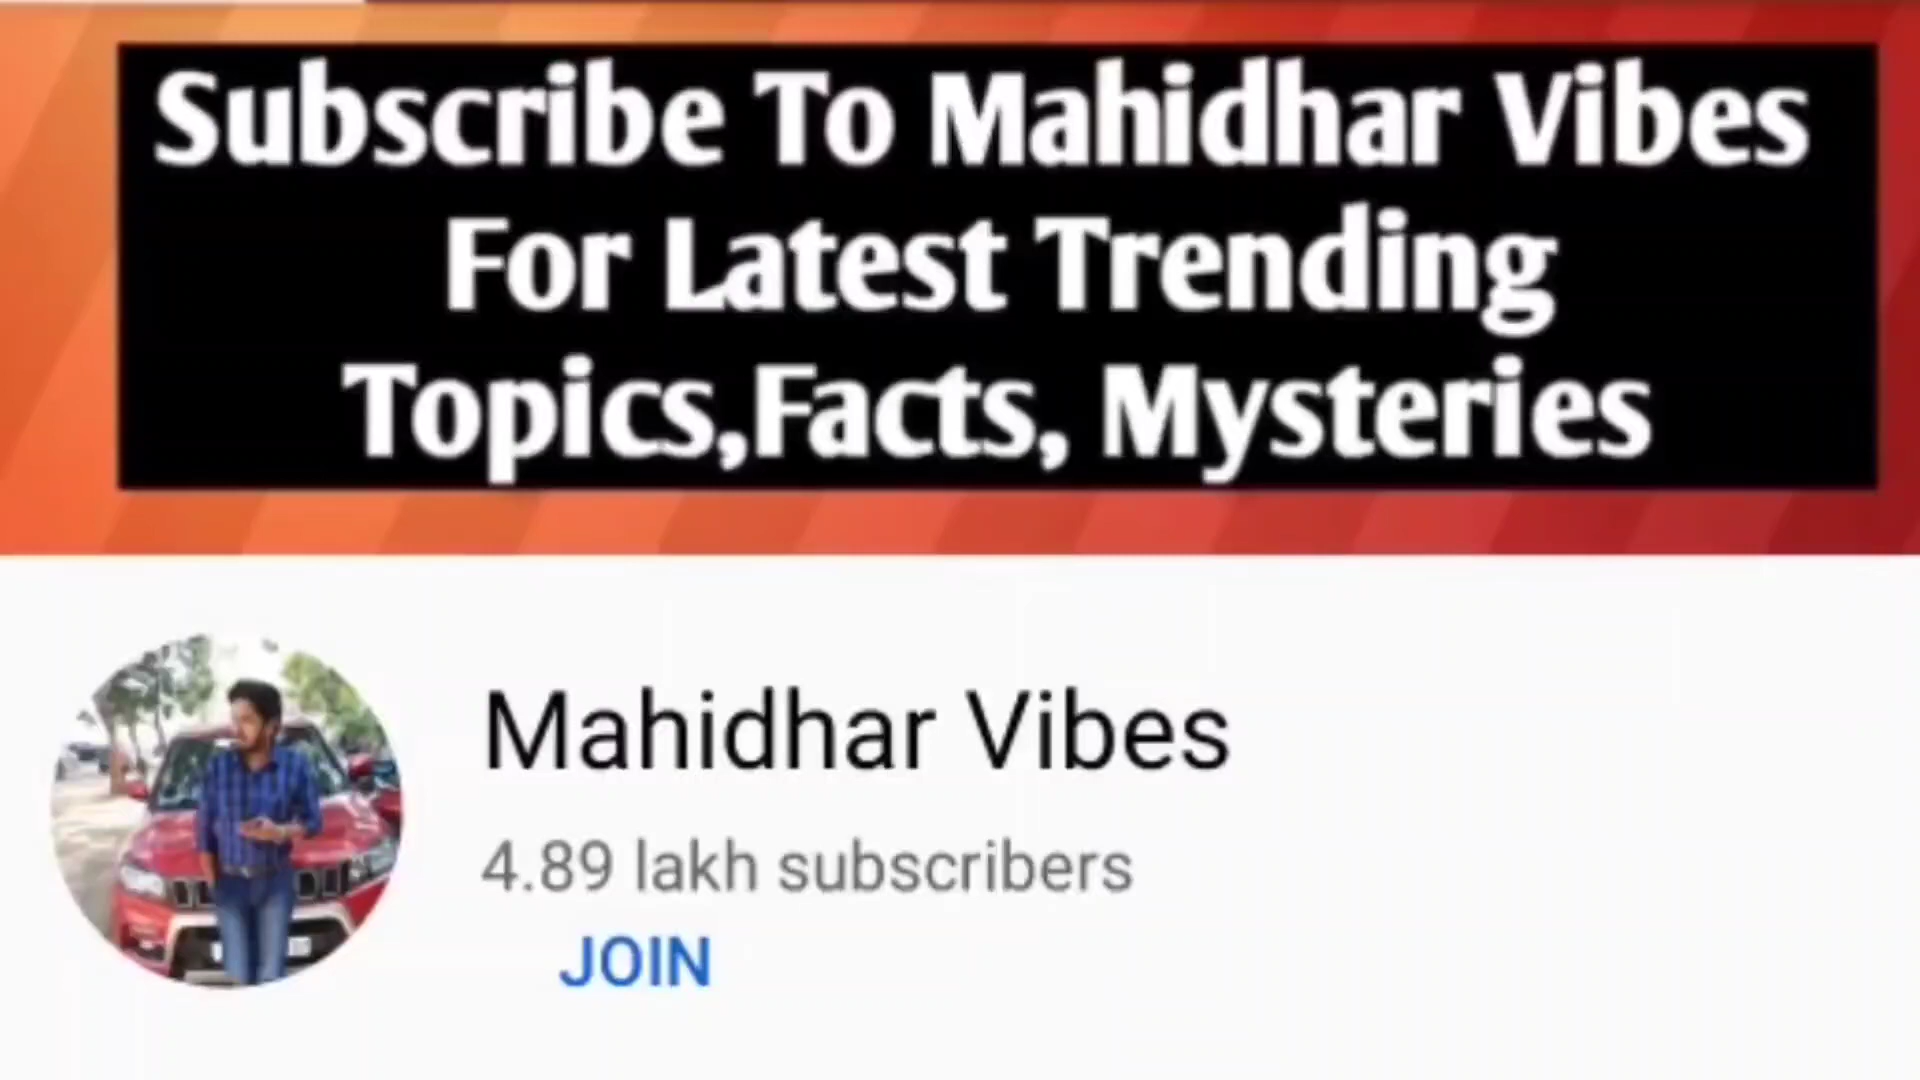 Subscribe To Mahidhar Vibes
For Latest Trending
Topics,Facts, Mysteries
Mahidhar Vibes
4.89 lakh subscribers
JOIN